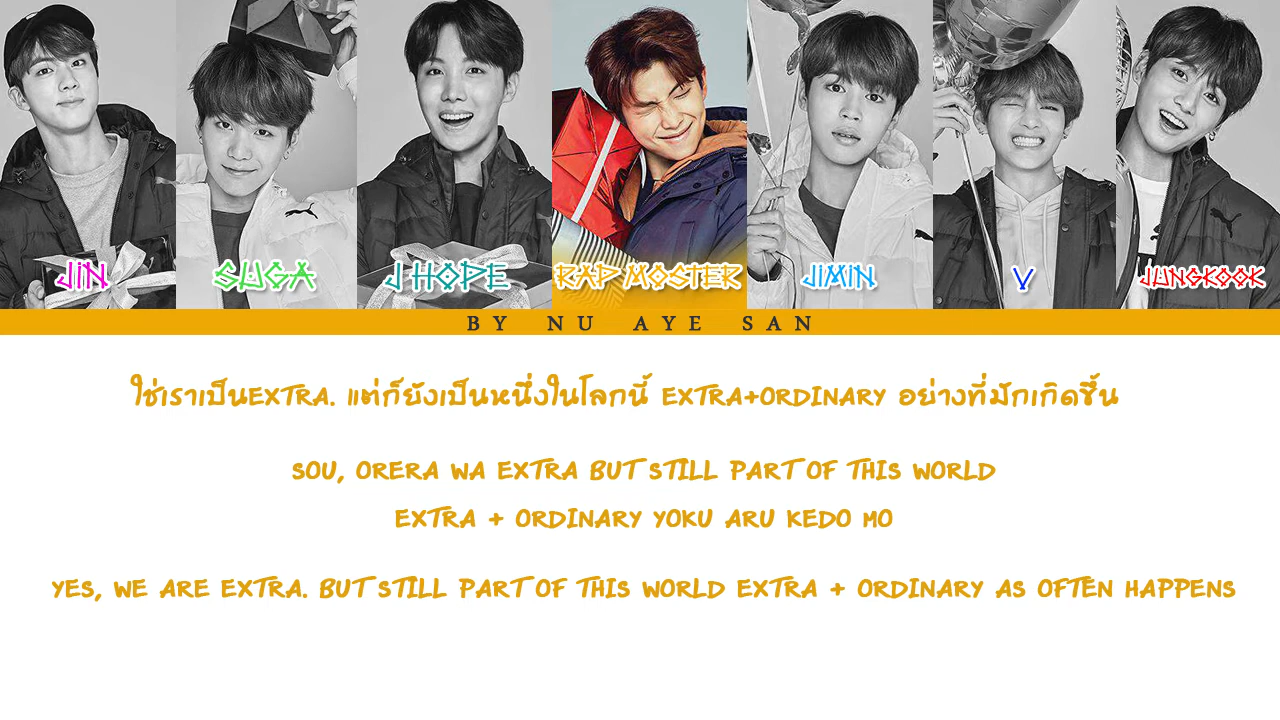 JIN SUGA J HOPE RAP MOSTER JIMIN V JUNGKOOK
BY NU AYE SAN
ใช่เราเป็นEXTRA. แต่ก็ยังเป็นหนึ่งในโลกนี้ EXTRA+ORDINARY อย่างที่มักเกิดขึ้น
SOU, ORERA WA EXTRA BUT STILL PART OF THIS WORLD
EXTRA + ORDINARY YOKU ARU KEDO MO
YES, WE ARE EXTRA. BUT STILL PART OF THIS WORLD EXTRA + ORDINARY AS OFTEN HAPPENS